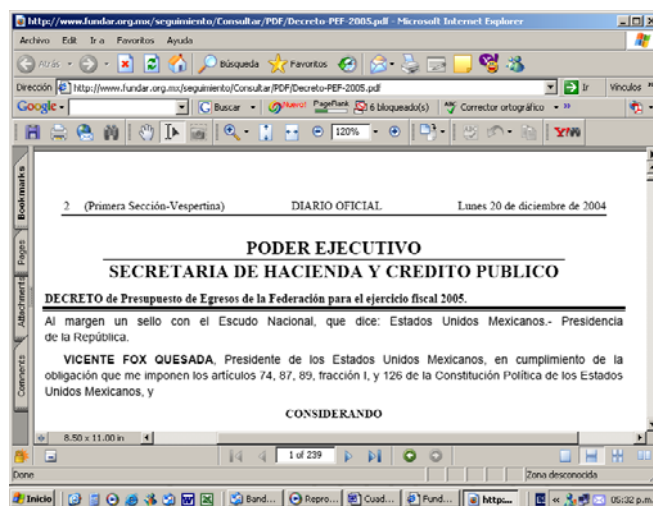 http://www.fundar.org.mx/seguimiento/Consultar/PDF/Decreto-PEF-2005.pdf - Microsoft Internet Explorer
Archivo Edit Ir a Favoritos Ayuda
Atrás Búsqueda Favoritos
Dirección http://www.fundar.org.mx/seguimiento/Consultar/PDF/Decreto-PEF-2005.pdf Ir Vínculos »
Google - Buscar ¡Nuevo! PageRank 6 bloqueado(s) Corrector ortográfico »
120% Y!
Bookmarks
Pages
Attachments
Comments
2 (Primera Sección-Vespertina) DIARIO OFICIAL Lunes 20 de diciembre de 2004
PODER EJECUTIVO
SECRETARIA DE HACIENDA Y CREDITO PUBLICO
DECRETO de Presupuesto de Egresos de la Federación para el ejercicio fiscal 2005.
Al margen un sello con el Escudo Nacional, que dice: Estados Unidos Mexicanos.- Presidencia
de la República.
VICENTE FOX QUESADA, Presidente de los Estados Unidos Mexicanos, en cumplimiento de la
obligación que me imponen los artículos 74, 87, 89, fracción I, y 126 de la Constitución Política de los Estados
Unidos Mexicanos, y
CONSIDERANDO
8.50 x 11.00 in
1 of 239
Done Zona desconocida
Inicio Band... Repro... Cuad... Fund... http:... « 05:32 p.m.